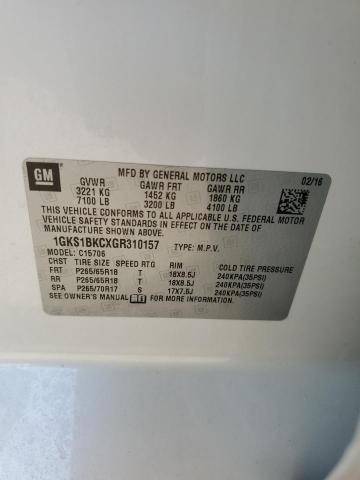 GM
MFD BY GENERAL MOTORS LLC 02/16
GVWR GAWR FRT GAWR RR
3221 KG 1452 KG 1860 KG
7100 LB 3200 LB 4100 LB
THIS VEHICLE CONFORMS TO ALL APPLICABLE U.S. FEDERAL MOTOR
VEHICLE SAFETY STANDARDS IN EFFECT ON THE DATE OF
MANUFACTURE SHOWN ABOVE.
1GKS1BKCXGR310157 TYPE: M.P.V.
MODEL: C15706
CHST TIRE SIZE SPEED RTG RIM COLD TIRE PRESSURE
FRT P265/65R18 T 18X8.5J 240KPA(35PSI)
RR P265/65R18 T 18X8.5J 240KPA(35PSI)
SPA P265/70R17 S 17X7.5J 240KPA(35PSI)
SEE OWNER'S MANUAL FOR MORE INFORMATION.